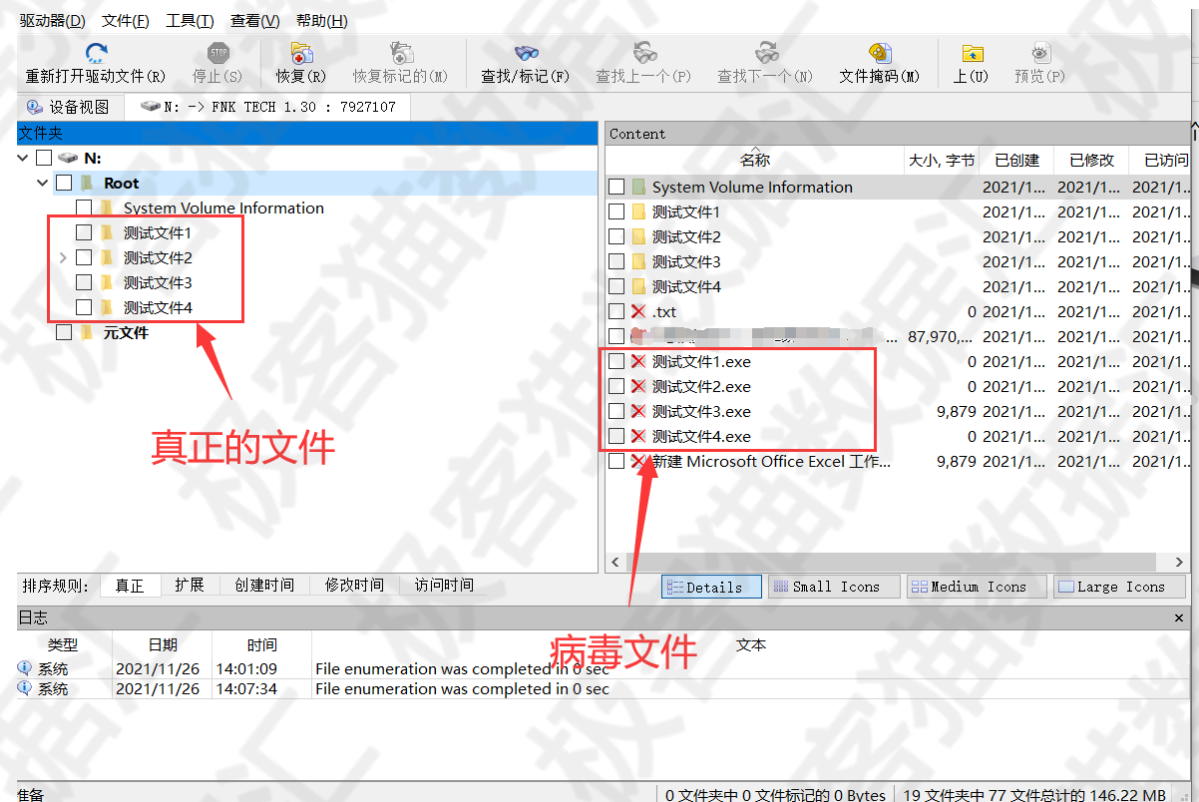 驱动器(D) 文件(F) 工具(T) 查看(V) 帮助(H)
重新打开驱动文件(R) 停止(S) 恢复(R) 恢复标记的(M) 查找/标记(F) 查找上一个(P) 查找下一个(N) 文件掩码(M) 上(U) 预览(P)
设备视图 N: -> FNK TECH 1.30 : 7927107
文件夹
N:
Root
System Volume Information
测试文件1
测试文件2
测试文件3
测试文件4
元文件
真正的文件
Content
名称 大小, 字节 已创建 已修改 已访问
System Volume Information 2021/1... 2021/1... 2021/1..
测试文件1 2021/1... 2021/1... 2021/1..
测试文件2 2021/1... 2021/1... 2021/1..
测试文件3 2021/1... 2021/1... 2021/1..
测试文件4 2021/1... 2021/1... 2021/1..
.txt 0 2021/1... 2021/1... 2021/1..
... 87,970,... 2021/1... 2021/1... 2021/1..
测试文件1.exe 0 2021/1... 2021/1... 2021/1..
测试文件2.exe 0 2021/1... 2021/1... 2021/1..
测试文件3.exe 9,879 2021/1... 2021/1... 2021/1..
测试文件4.exe 0 2021/1... 2021/1... 2021/1..
新建 Microsoft Office Excel 工作... 9,879 2021/1... 2021/1... 2021/1..
病毒文件
排序规则: 真正 扩展 创建时间 修改时间 访问时间
Details Small Icons Medium Icons Large Icons
日志
类型 日期 时间 文本
系统 2021/11/26 14:01:09 File enumeration was completed in 0 sec
系统 2021/11/26 14:07:34 File enumeration was completed in 0 sec
准备 0 文件夹中 0 文件标记的 0 Bytes 19 文件夹中 77 文件总计的 146.22 MB
极客猫数据汇